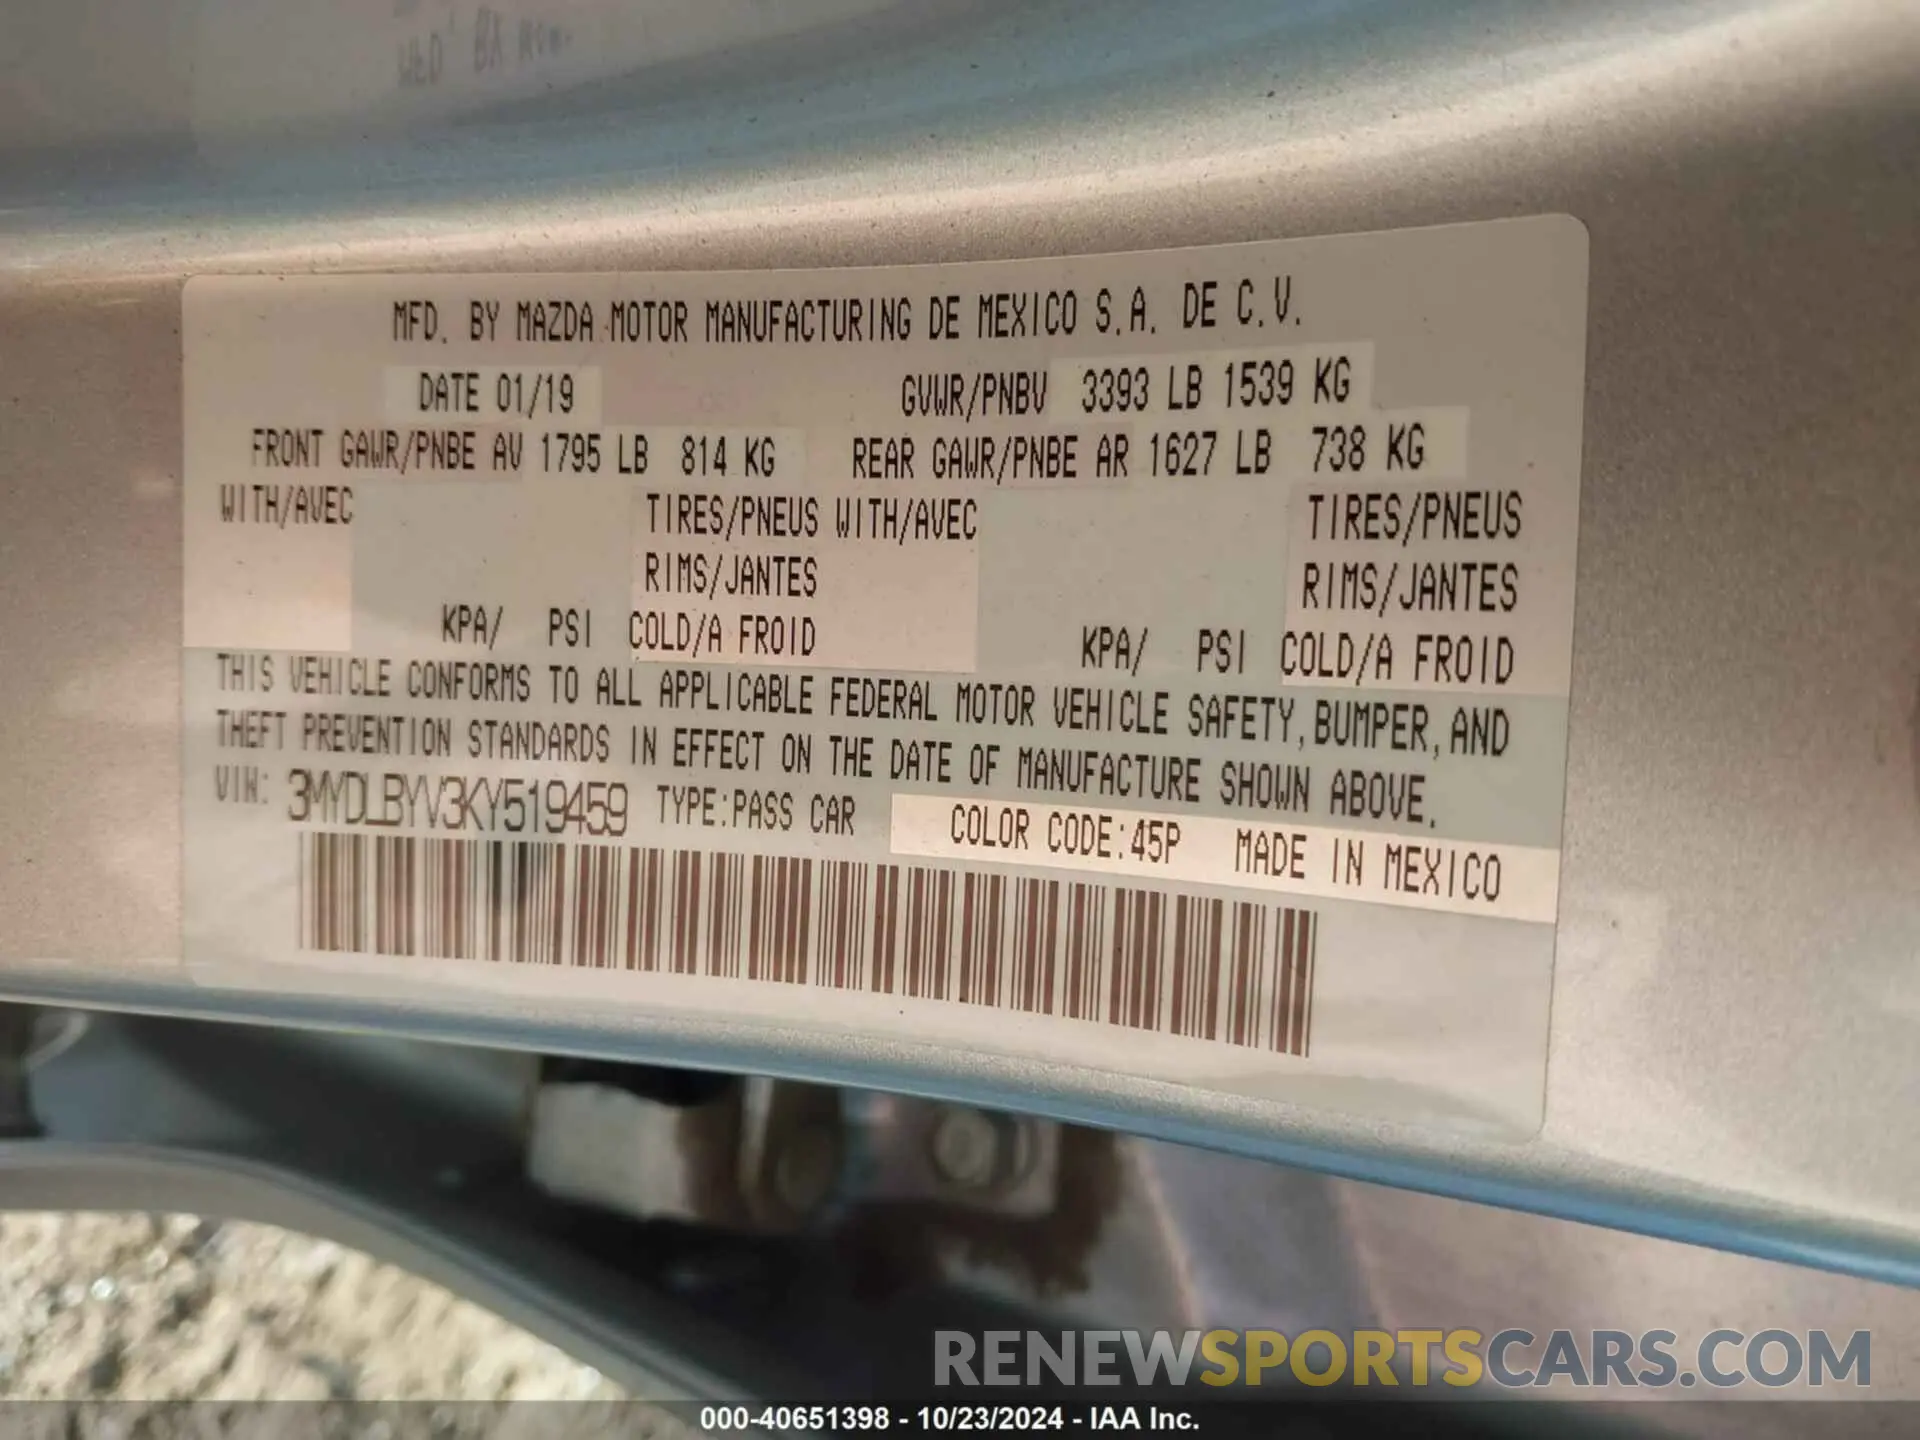 MFD. BY MAZDA MOTOR MANUFACTURING DE MEXICO S.A. DE C.V.
DATE 01/19 GVWR/PNBV 3393 LB 1539 KG
FRONT GAWR/PNBE AV 1795 LB 814 KG REAR GAWR/PNBE AR 1627 LB 738 KG
WITH/AVEC TIRES/PNEUS WITH/AVEC TIRES/PNEUS
RIMS/JANTES RIMS/JANTES
KPA/ PSI COLD/A FROID KPA/ PSI COLD/A FROID
THIS VEHICLE CONFORMS TO ALL APPLICABLE FEDERAL MOTOR VEHICLE SAFETY, BUMPER, AND
THEFT PREVENTION STANDARDS IN EFFECT ON THE DATE OF MANUFACTURE SHOWN ABOVE.
VIN: 3MYDLBYV3KY519459 TYPE:PASS CAR COLOR CODE:45P MADE IN MEXICO
RENEWSPORTSCARS.COM
000-40651398 - 10/23/2024 - IAA Inc.